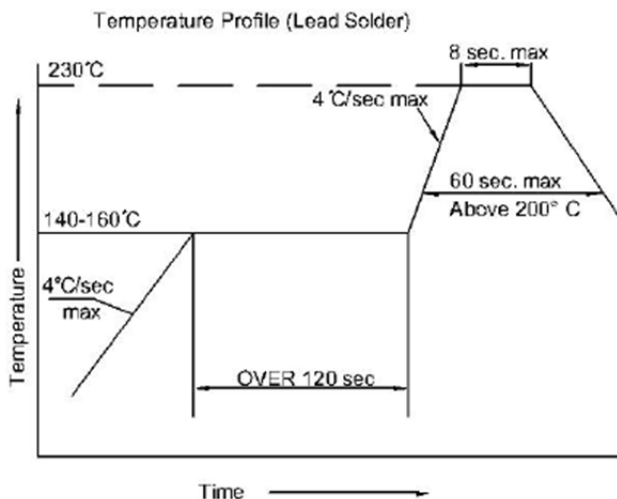 Temperature Profile (Lead Solder)
8 sec. max
230°C
4°C/sec max
60 sec. max
Above 200° C
140-160°C
4°C/sec
max
OVER 120 sec
Temperature
Time